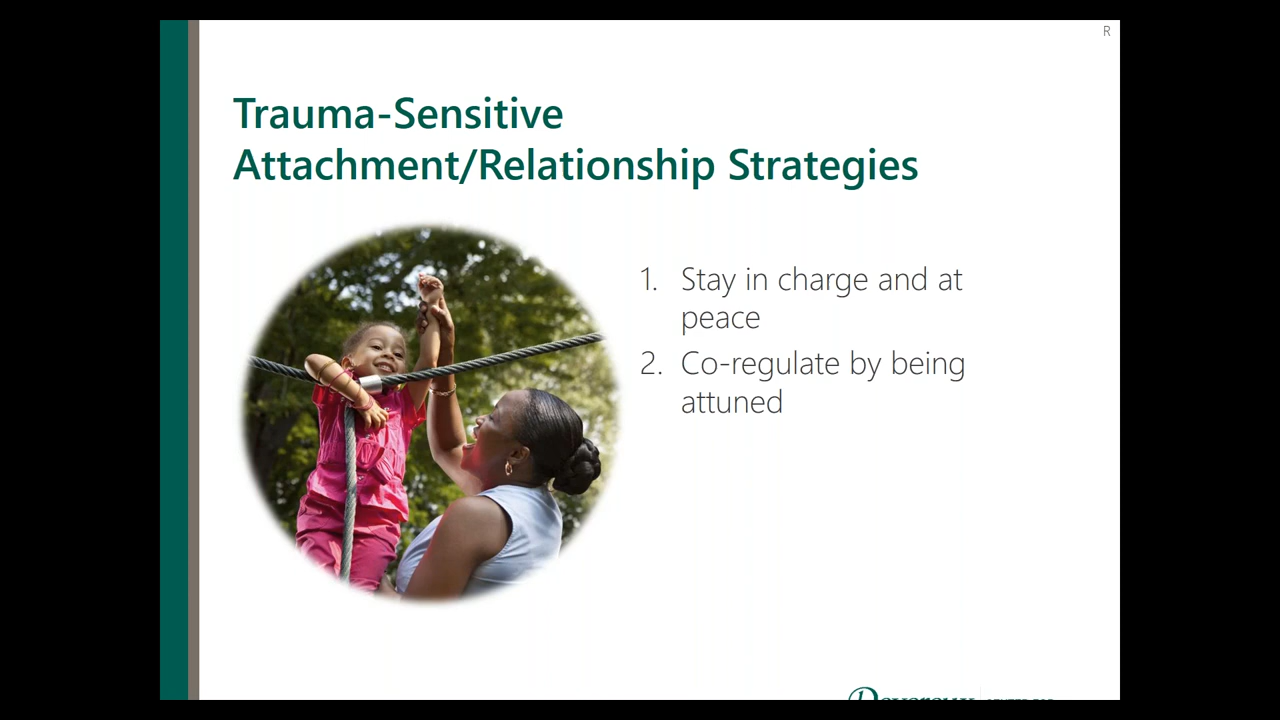 R
Trauma-Sensitive
Attachment/Relationship Strategies
1. Stay in charge and at
peace
2. Co-regulate by being
attuned